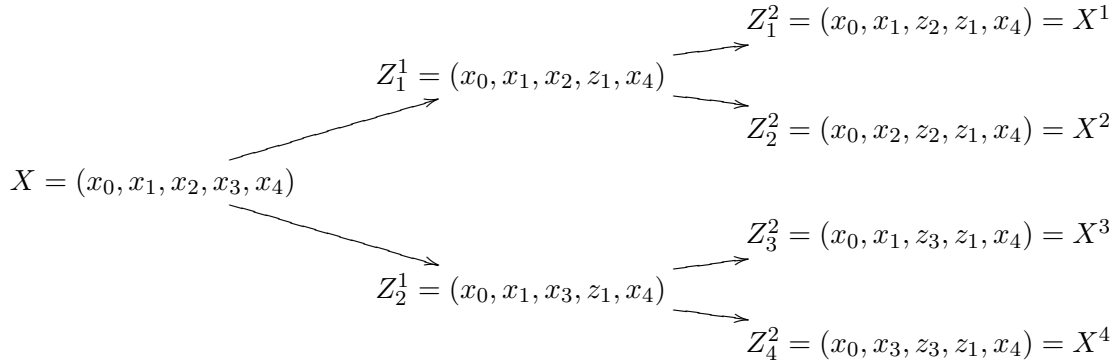 $Z_1^2 = (x_0, x_1, z_2, z_1, x_4) = X^1$
$Z_1^1 = (x_0, x_1, x_2, z_1, x_4)$
$Z_2^2 = (x_0, x_2, z_2, z_1, x_4) = X^2$
$X = (x_0, x_1, x_2, x_3, x_4)$
$Z_3^2 = (x_0, x_1, z_3, z_1, x_4) = X^3$
$Z_2^1 = (x_0, x_1, x_3, z_1, x_4)$
$Z_4^2 = (x_0, x_3, z_3, z_1, x_4) = X^4$